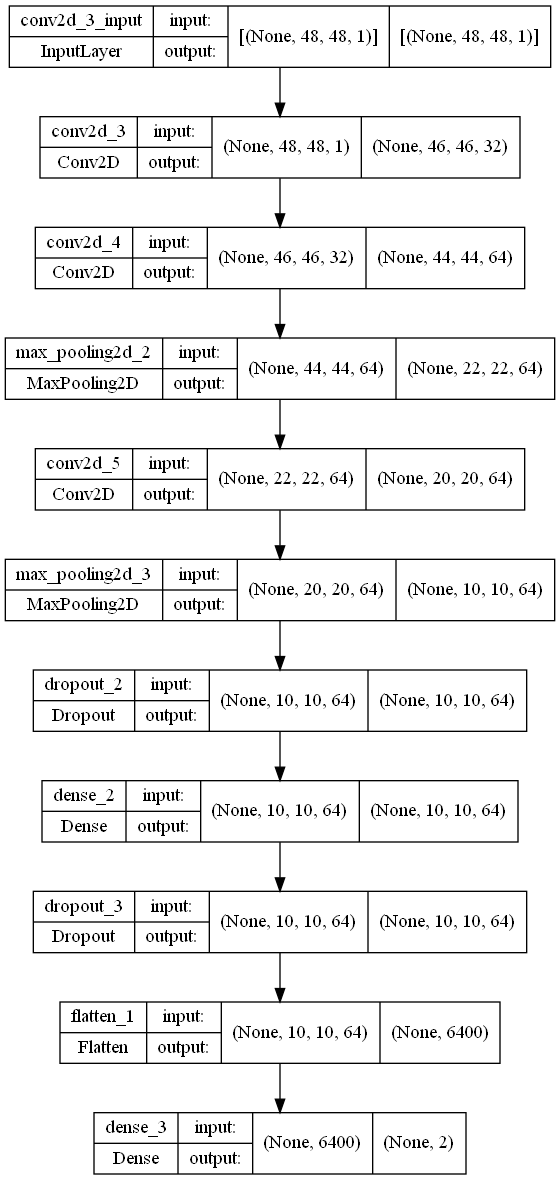 conv2d_3_input input: [(None, 48, 48, 1)] [(None, 48, 48, 1)]
InputLayer output:
conv2d_3 input: (None, 48, 48, 1) (None, 46, 46, 32)
Conv2D output:
conv2d_4 input: (None, 46, 46, 32) (None, 44, 44, 64)
Conv2D output:
max_pooling2d_2 input: (None, 44, 44, 64) (None, 22, 22, 64)
MaxPooling2D output:
conv2d_5 input: (None, 22, 22, 64) (None, 20, 20, 64)
Conv2D output:
max_pooling2d_3 input: (None, 20, 20, 64) (None, 10, 10, 64)
MaxPooling2D output:
dropout_2 input: (None, 10, 10, 64) (None, 10, 10, 64)
Dropout output:
dense_2 input: (None, 10, 10, 64) (None, 10, 10, 64)
Dense output:
dropout_3 input: (None, 10, 10, 64) (None, 10, 10, 64)
Dropout output:
flatten_1 input: (None, 10, 10, 64) (None, 6400)
Flatten output:
dense_3 input: (None, 6400) (None, 2)
Dense output: